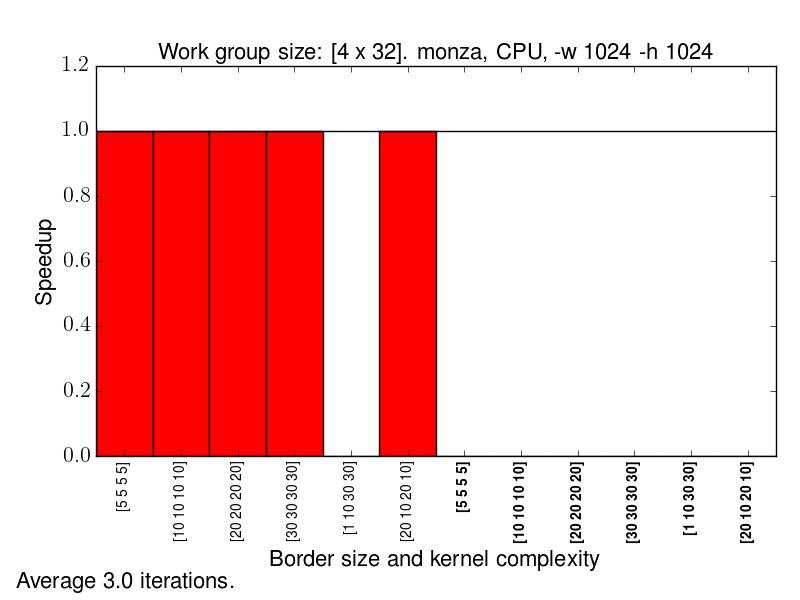 Work group size: [4 x 32]. monza, CPU, -w 1024 -h 1024
1.2
1.0
0.8
0.6
0.4
0.2
0.0
Speedup
[5 5 5 5]
[10 10 10 10]
[20 20 20 20]
[30 30 30 30]
[1 10 30 30]
[20 10 20 10]
[5 5 5 5]
[10 10 10 10]
[20 20 20 20]
[30 30 30 30]
[1 10 30 30]
[20 10 20 10]
Border size and kernel complexity
Average 3.0 iterations.